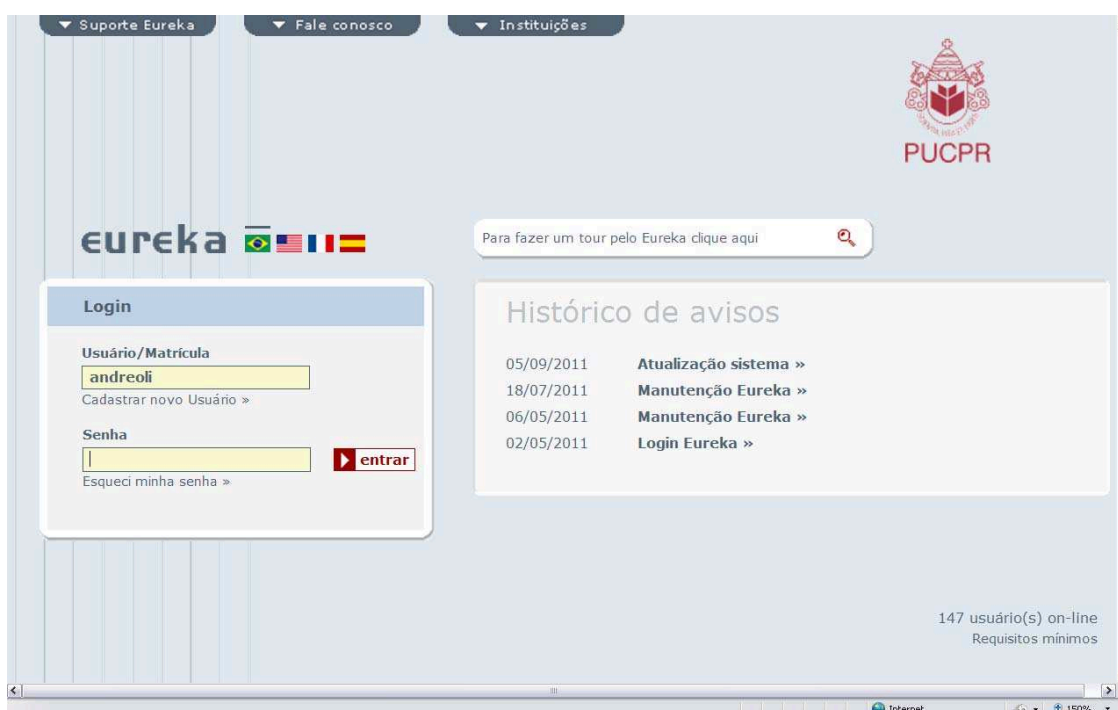 Suporte Eureka
Fale conosco
Instituições
PUCPR
eureka
Para fazer um tour pelo Eureka clique aqui
Login
Usuário/Matrícula
andreoli
Cadastrar novo Usuário »
Senha
entrar
Esqueci minha senha »
Histórico de avisos
05/09/2011 Atualização sistema »
18/07/2011 Manutenção Eureka »
06/05/2011 Manutenção Eureka »
02/05/2011 Login Eureka »
147 usuário(s) on-line
Requisitos mínimos
Internet
150%